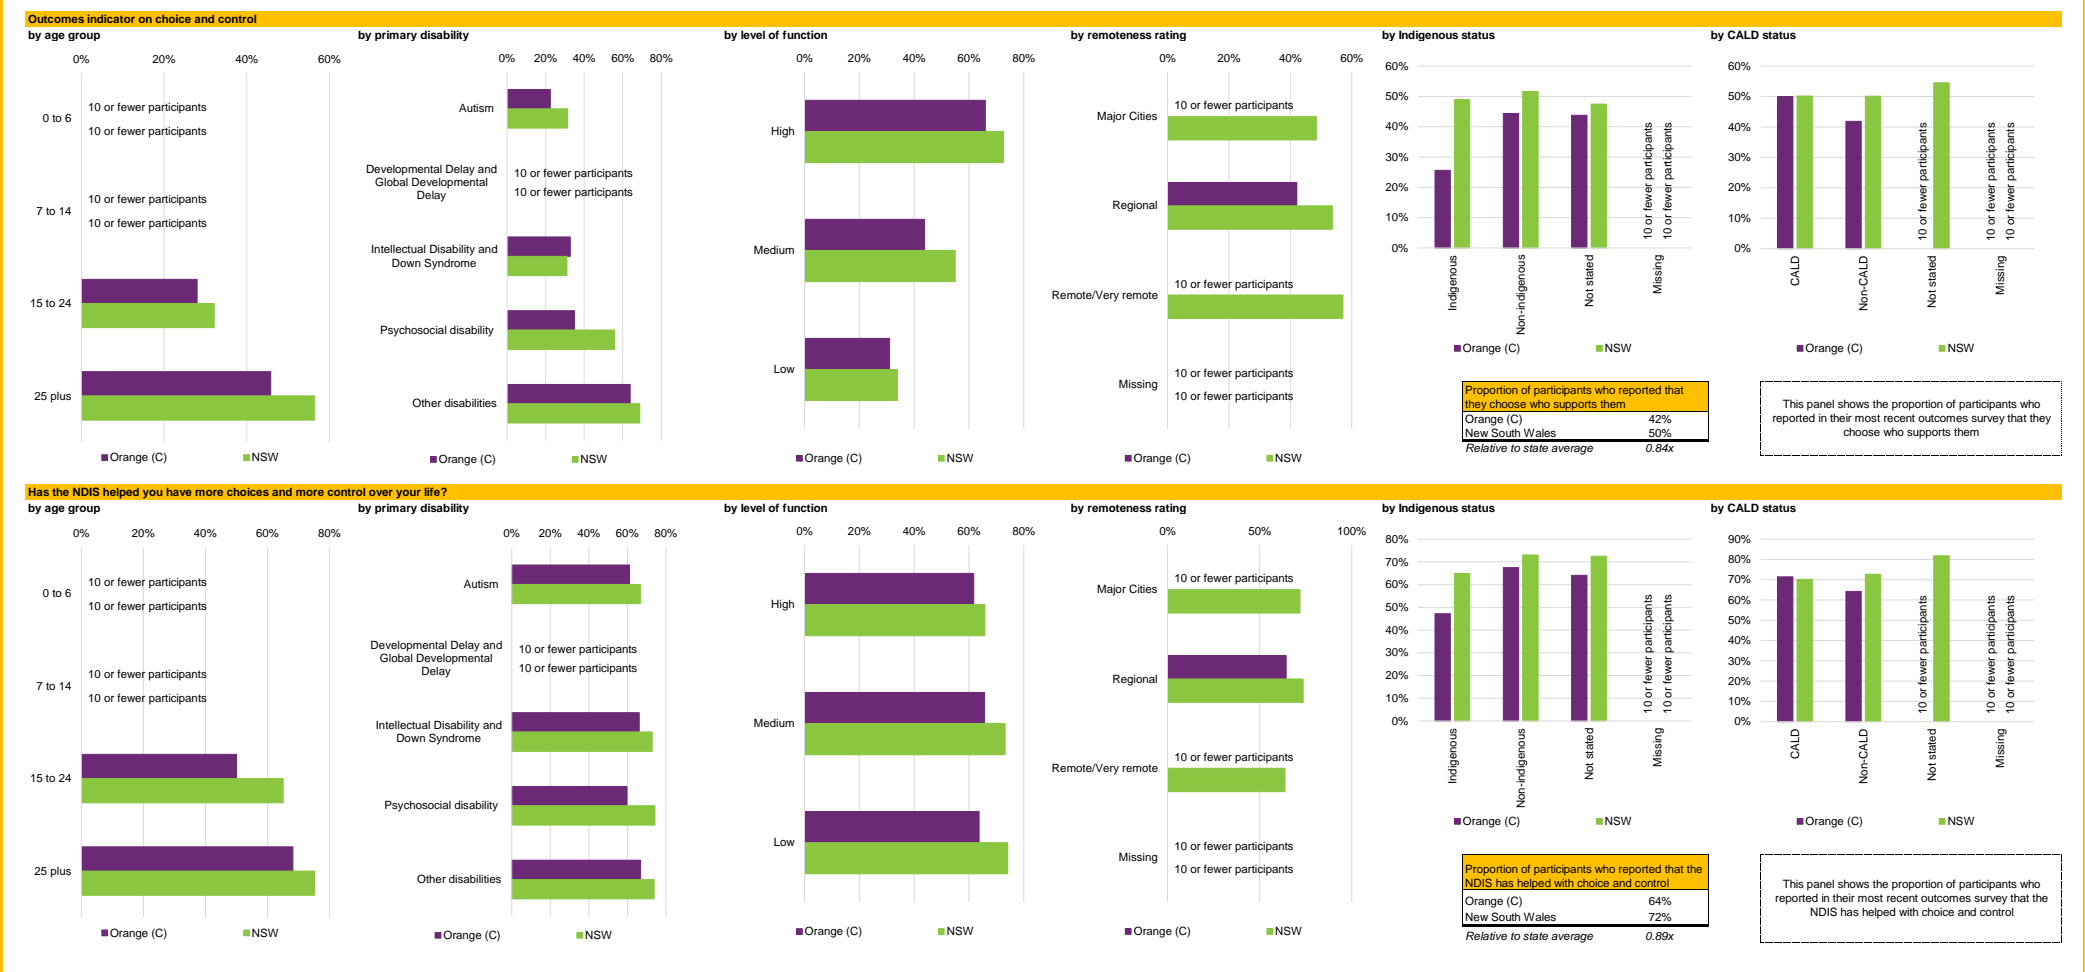 Outcomes indicator on choice and control
by age group
0%
20%
40%
60%
0 to 6
10 or fewer participants
10 or fewer participants
7 to 14
10 or fewer participants
10 or fewer participants
15 to 24
25 plus
Orange (C)
NSW
by primary disability
0%
20%
40%
60%
80%
Autism
Developmental Delay and
Global Developmental
Delay
10 or fewer participants
10 or fewer participants
Intellectual Disability and
Down Syndrome
Psychosocial disability
Other disabilities
Orange (C)
NSW
by level of function
0%
20%
40%
60%
80%
High
Medium
Low
Orange (C)
NSW
by remoteness rating
0%
20%
40%
60%
Major Cities
10 or fewer participants
Regional
Remote/Very remote
10 or fewer participants
Missing
10 or fewer participants
10 or fewer participants
Orange (C)
NSW
by Indigenous status
60%
50%
40%
30%
20%
10%
0%
10 or fewer participants
10 or fewer participants
Indigenous
Non-indigenous
Not stated
Missing
Orange (C)
NSW
Proportion of participants who reported that
they choose who supports them
Orange (C) 42%
New South Wales 50%
Relative to state average 0.84x
by CALD status
60%
50%
40%
30%
20%
10%
0%
10 or fewer participants
10 or fewer participants
10 or fewer participants
CALD
Non-CALD
Not stated
Missing
Orange (C)
NSW
This panel shows the proportion of participants who
reported in their most recent outcomes survey that they
choose who supports them
Has the NDIS helped you have more choices and more control over your life?
by age group
0%
20%
40%
60%
80%
0 to 6
10 or fewer participants
10 or fewer participants
7 to 14
10 or fewer participants
10 or fewer participants
15 to 24
25 plus
Orange (C)
NSW
by primary disability
0%
20%
40%
60%
80%
Autism
Developmental Delay and
Global Developmental
Delay
10 or fewer participants
10 or fewer participants
Intellectual Disability and
Down Syndrome
Psychosocial disability
Other disabilities
Orange (C)
NSW
by level of function
0%
20%
40%
60%
80%
High
Medium
Low
Orange (C)
NSW
by remoteness rating
0%
50%
100%
Major Cities
10 or fewer participants
Regional
Remote/Very remote
10 or fewer participants
Missing
10 or fewer participants
10 or fewer participants
Orange (C)
NSW
by Indigenous status
80%
70%
60%
50%
40%
30%
20%
10%
0%
10 or fewer participants
10 or fewer participants
Indigenous
Non-indigenous
Not stated
Missing
Orange (C)
NSW
Proportion of participants who reported that the
NDIS has helped with choice and control
Orange (C) 64%
New South Wales 72%
Relative to state average 0.89x
by CALD status
90%
80%
70%
60%
50%
40%
30%
20%
10%
0%
10 or fewer participants
10 or fewer participants
10 or fewer participants
CALD
Non-CALD
Not stated
Missing
Orange (C)
NSW
This panel shows the proportion of participants who
reported in their most recent outcomes survey that the
NDIS has helped with choice and control